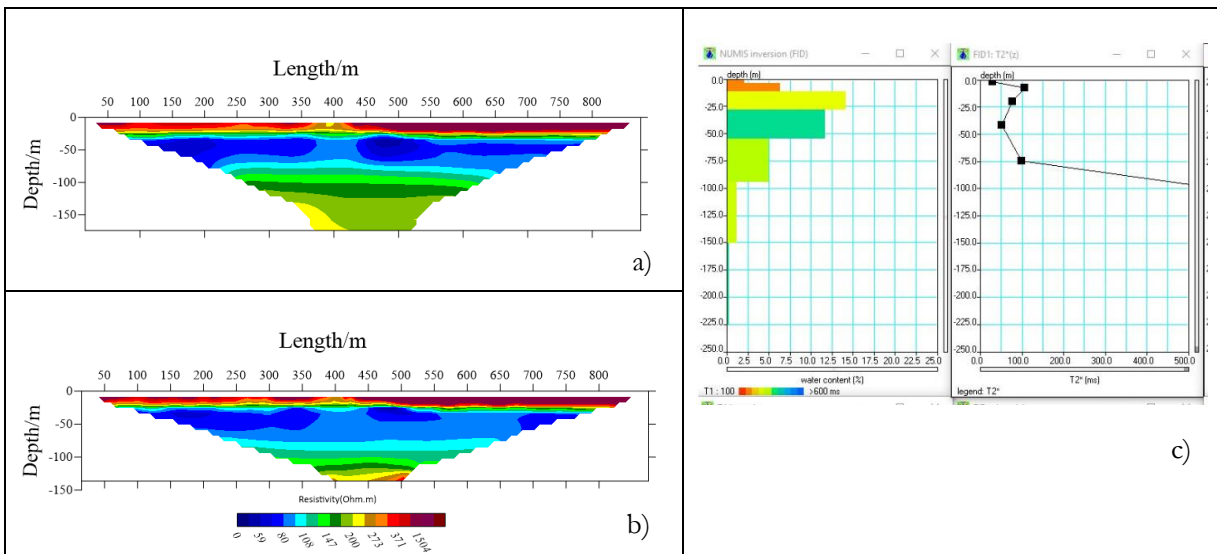 Length/m
50 100 150 200 250 300 350 400 450 500 550 600 650 700 750 800
0
-50
-100
-150
Depth/m
a)
Length/m
50 100 150 200 250 300 350 400 450 500 550 600 650 700 750 800
0
-50
-100
-150
Depth/m
Resistivity(Ohm.m)
0 59 80 108 147 200 273 371 1504
b)
NUMIS inversion (FID)
depth (m)
0.0
-25.0
-50.0
-75.0
-100.0
-125.0
-150.0
-175.0
-200.0
-225.0
-250.0
0.0 2.5 5.0 7.5 10.0 12.5 15.0 17.5 20.0 22.5 25.0
water content (%)
T1 : 100 >600 ms
FID1: T2*(z)
depth (m)
0.0
-25.0
-50.0
-75.0
-100.0
-125.0
-150.0
-175.0
-200.0
-225.0
-250.0
0.0 100.0 200.0 300.0 400.0 500.0
T2* (ms)
legend: T2*
c)